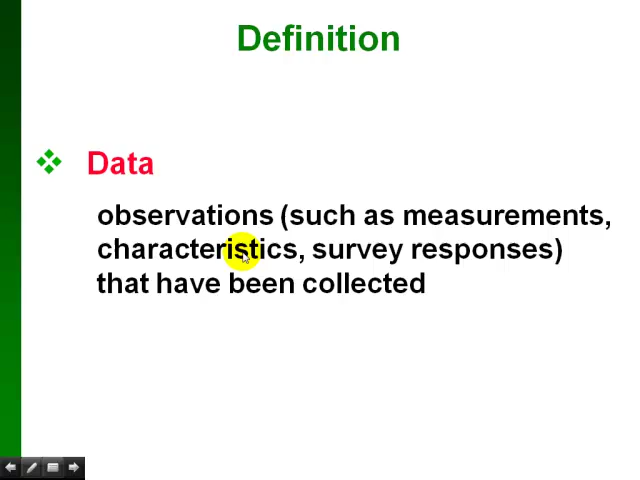 Definition
Data
observations (such as measurements,
characteristics, survey responses)
that have been collected